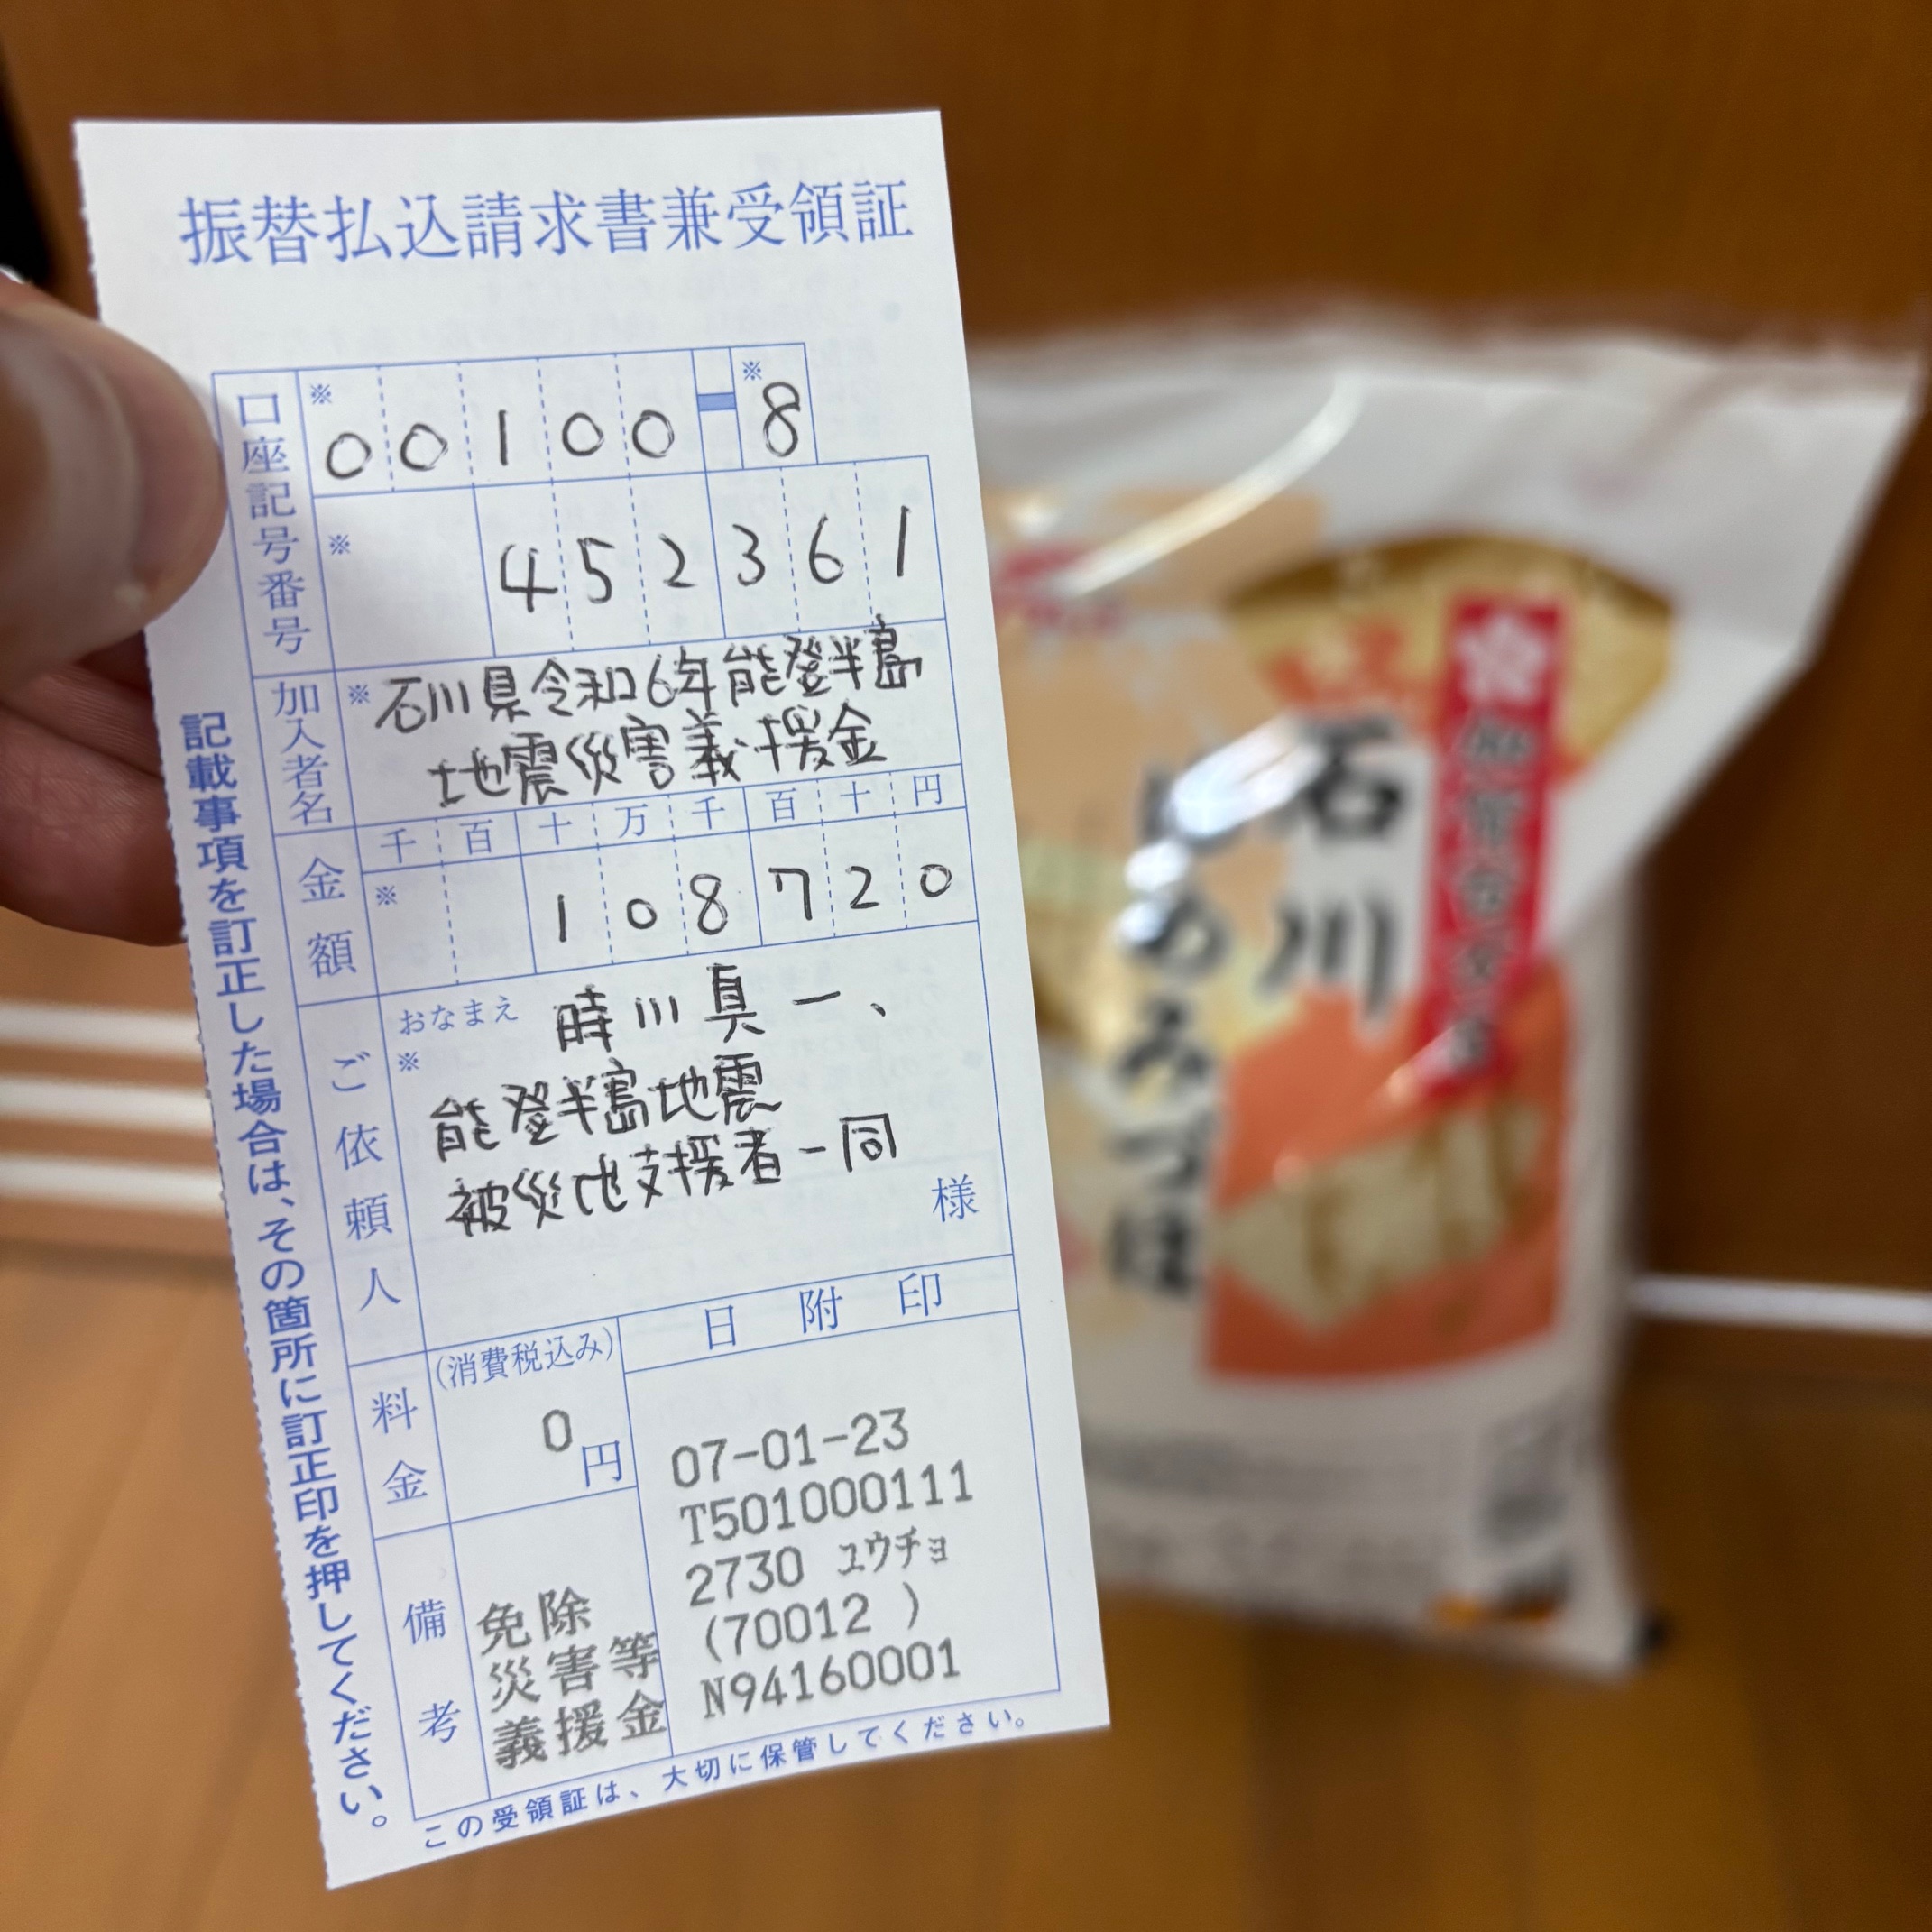 振替払込請求書兼受領証
口座記号番号
※ 00100-※8
※ 452361
加入者名
※石川県令和6年能登半島
地震災害義援金
金額
千 百 十 万 千 百 十 円
※ 108720
ご依頼人
おなまえ
※
時川真一、
能登半島地震
被災地支援者一同
様
料金
(消費税込み)
0円
日附印
07-01-23
T501000111
2730 ユウチョ
(70012 )
N94160001
備考
免除
災害等
義援金
この受領証は、大切に保管してください。
記載事項を訂正した場合は、その箇所に訂正印を押してください。
石川